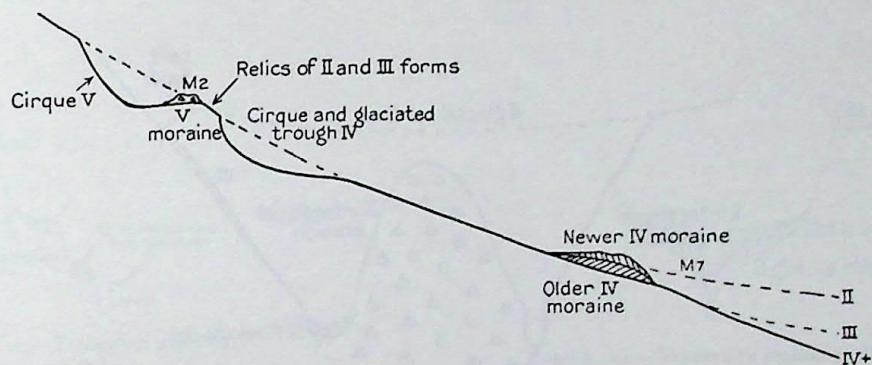 Relics of II and III forms
M2
Cirque V
V
moraine
Cirque and glaciated
trough IV
Newer IV moraine
M7
Older IV
moraine
II
III
IV+